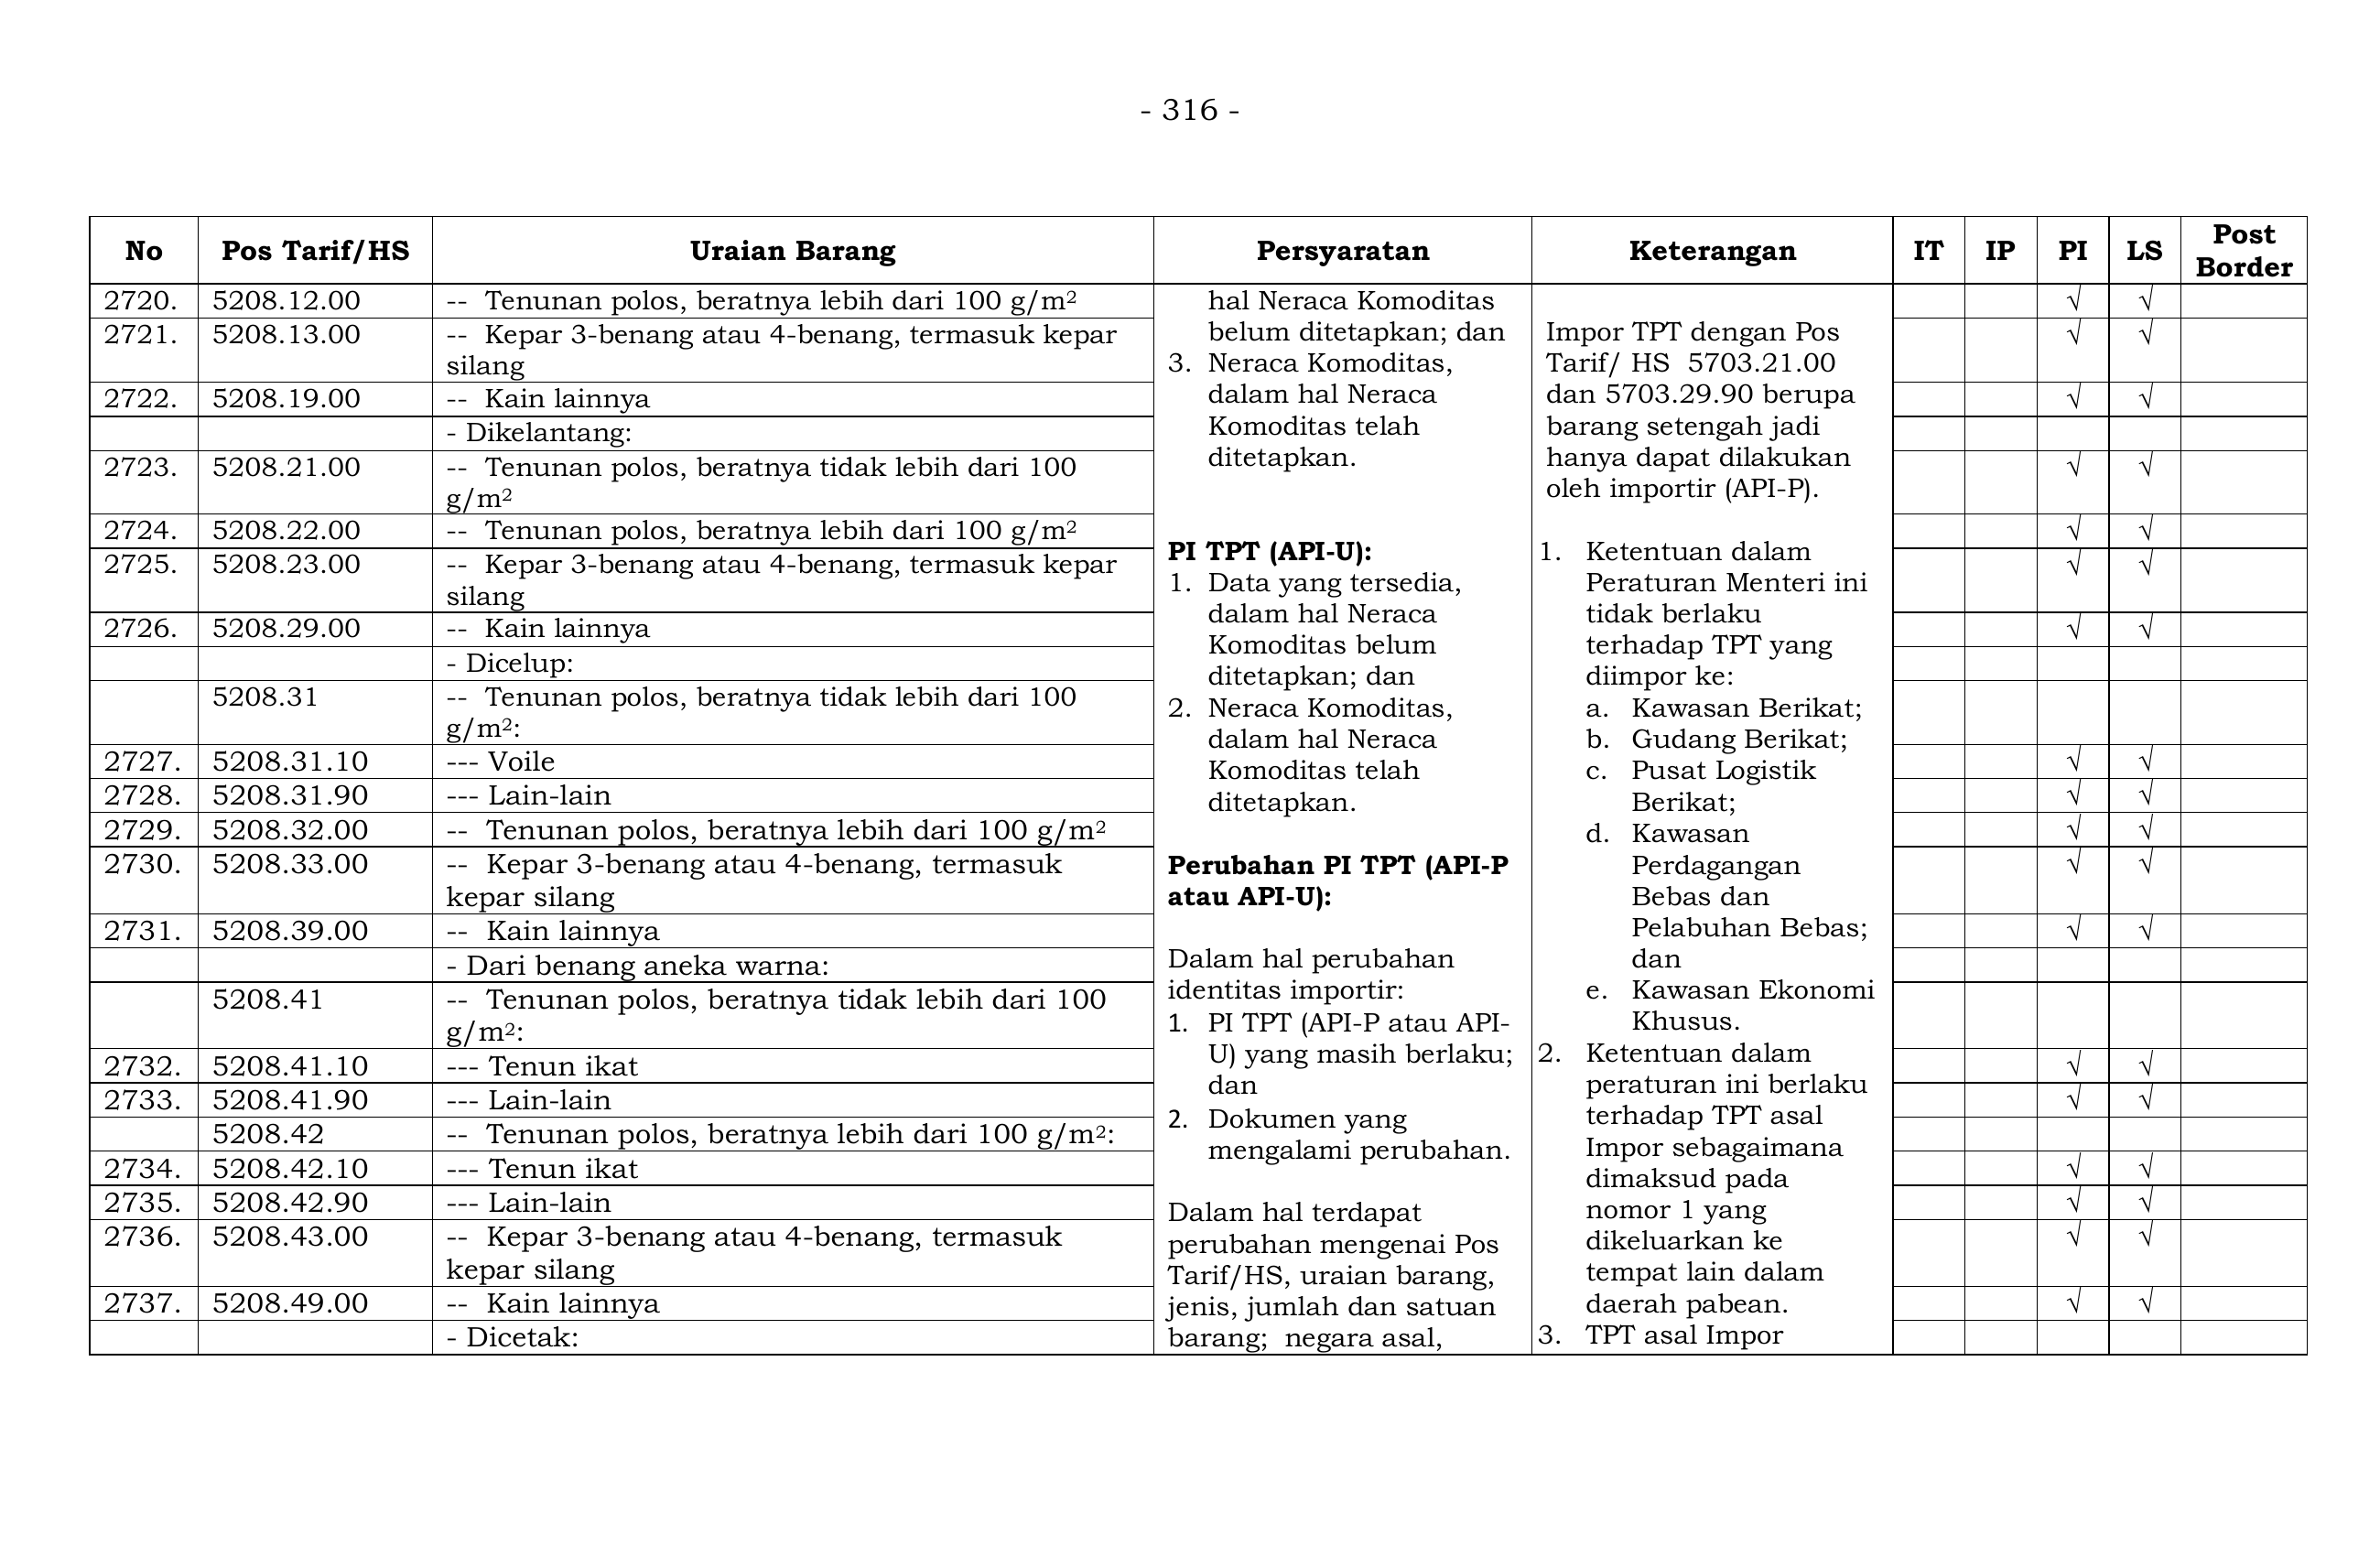 - 316 -
No Pos Tarif/HS Uraian Barang Persyaratan Keterangan IT IP PI LS Post Border
2720. 5208.12.00 -- Tenunan polos, beratnya lebih dari 100 g/m² √ √
2721. 5208.13.00 -- Kepar 3-benang atau 4-benang, termasuk kepar √ √
silang
2722. 5208.19.00 -- Kain lainnya √ √
- Dikelantang:
2723. 5208.21.00 -- Tenunan polos, beratnya tidak lebih dari 100 √ √
g/m²
2724. 5208.22.00 -- Tenunan polos, beratnya lebih dari 100 g/m² √ √
2725. 5208.23.00 -- Kepar 3-benang atau 4-benang, termasuk kepar √ √
silang
2726. 5208.29.00 -- Kain lainnya √ √
- Dicelup:
5208.31 -- Tenunan polos, beratnya tidak lebih dari 100
g/m²:
2727. 5208.31.10 --- Voile √ √
2728. 5208.31.90 --- Lain-lain √ √
2729. 5208.32.00 -- Tenunan polos, beratnya lebih dari 100 g/m² √ √
2730. 5208.33.00 -- Kepar 3-benang atau 4-benang, termasuk √ √
kepar silang
2731. 5208.39.00 -- Kain lainnya √ √
- Dari benang aneka warna:
5208.41 -- Tenunan polos, beratnya tidak lebih dari 100
g/m²:
2732. 5208.41.10 --- Tenun ikat √ √
2733. 5208.41.90 --- Lain-lain √ √
5208.42 -- Tenunan polos, beratnya lebih dari 100 g/m²:
2734. 5208.42.10 --- Tenun ikat √ √
2735. 5208.42.90 --- Lain-lain √ √
2736. 5208.43.00 -- Kepar 3-benang atau 4-benang, termasuk √ √
kepar silang
2737. 5208.49.00 -- Kain lainnya √ √
- Dicetak:
hal Neraca Komoditas
belum ditetapkan; dan
3. Neraca Komoditas,
dalam hal Neraca
Komoditas telah
ditetapkan.
PI TPT (API-U):
1. Data yang tersedia,
dalam hal Neraca
Komoditas belum
ditetapkan; dan
2. Neraca Komoditas,
dalam hal Neraca
Komoditas telah
ditetapkan.
Perubahan PI TPT (API-P
atau API-U):
Dalam hal perubahan
identitas importir:
1. PI TPT (API-P atau API-
U) yang masih berlaku;
dan
2. Dokumen yang
mengalami perubahan.
Dalam hal terdapat
perubahan mengenai Pos
Tarif/HS, uraian barang,
jenis, jumlah dan satuan
barang; negara asal,
Impor TPT dengan Pos
Tarif/ HS 5703.21.00
dan 5703.29.90 berupa
barang setengah jadi
hanya dapat dilakukan
oleh importir (API-P).
1. Ketentuan dalam
Peraturan Menteri ini
tidak berlaku
terhadap TPT yang
diimpor ke:
a. Kawasan Berikat;
b. Gudang Berikat;
c. Pusat Logistik
Berikat;
d. Kawasan
Perdagangan
Bebas dan
Pelabuhan Bebas;
dan
e. Kawasan Ekonomi
Khusus.
2. Ketentuan dalam
peraturan ini berlaku
terhadap TPT asal
Impor sebagaimana
dimaksud pada
nomor 1 yang
dikeluarkan ke
tempat lain dalam
daerah pabean.
3. TPT asal Impor